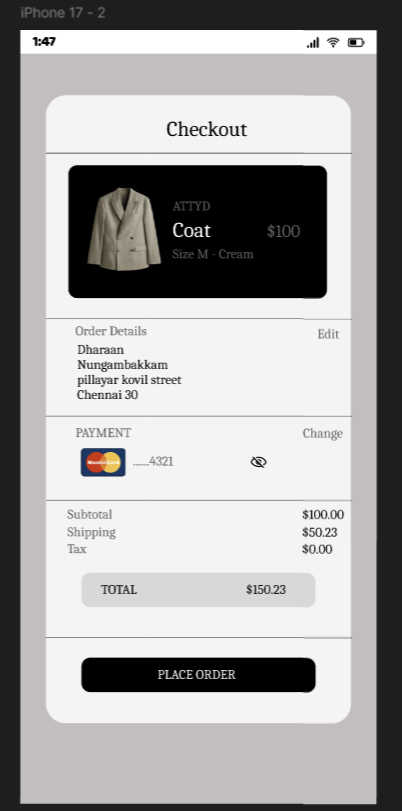 iPhone 17 - 2
1:47
Checkout
ATTYD
Coat $100
Size M - Cream
Order Details Edit
Dharaan
Nungambakkam
pillayar kovil street
Chennai 30
PAYMENT Change
MasterCard ......4321
Subtotal $100.00
Shipping $50.23
Tax $0.00
TOTAL $150.23
PLACE ORDER